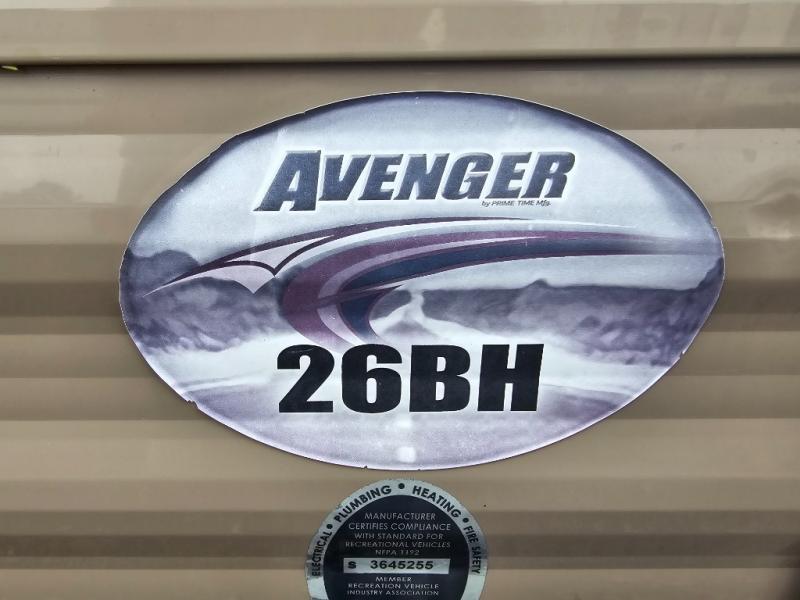 AVENGER
by PRIME TIME Mfg.
26BH
ELECTRICAL • PLUMBING • HEATING • FIRE SAFETY
MANUFACTURER
CERTIFIES COMPLIANCE
WITH STANDARD FOR
RECREATIONAL VEHICLES
NFPA 1192
S 3645255
MEMBER
RECREATION VEHICLE
INDUSTRY ASSOCIATION